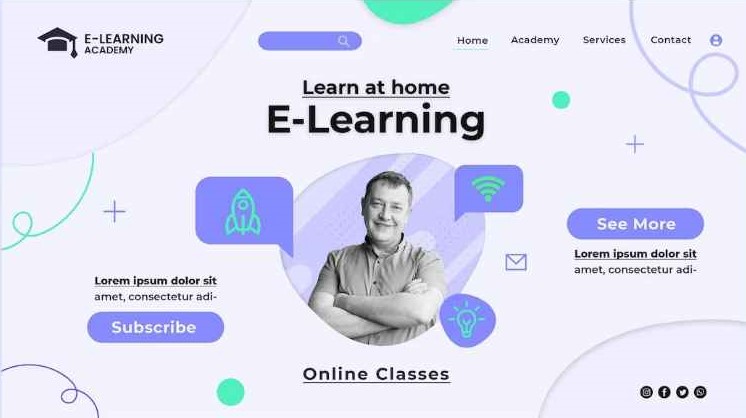 E-LEARNING
ACADEMY
Home
Academy
Services
Contact
Learn at home
E-Learning
See More
Lorem ipsum dolor sit
amet, consectetur adi-
Lorem ipsum dolor sit
amet, consectetur adi-
Subscribe
Online Classes